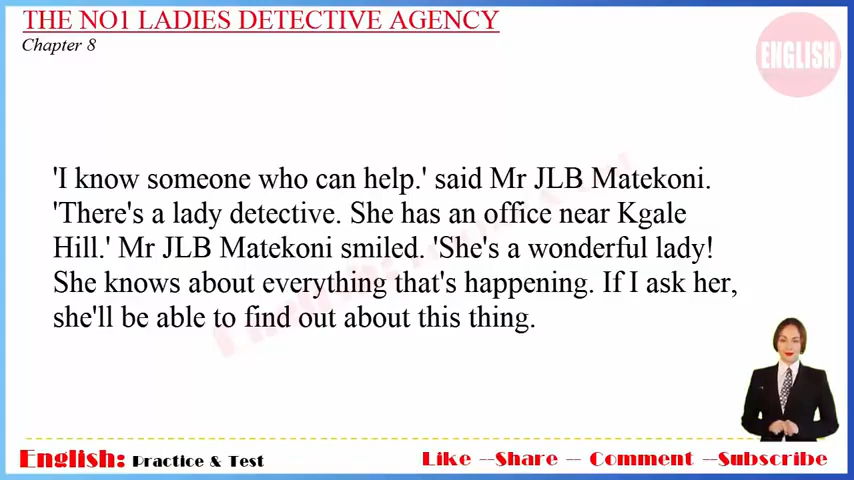 THE NO1 LADIES DETECTIVE AGENCY
Chapter 8
ENGLISH
'I know someone who can help.' said Mr JLB Matekoni.
'There's a lady detective. She has an office near Kgale
Hill.' Mr JLB Matekoni smiled. 'She's a wonderful lady!
She knows about everything that's happening. If I ask her,
she'll be able to find out about this thing.
English: Practice & Test
Like --Share -- Comment --Subscribe